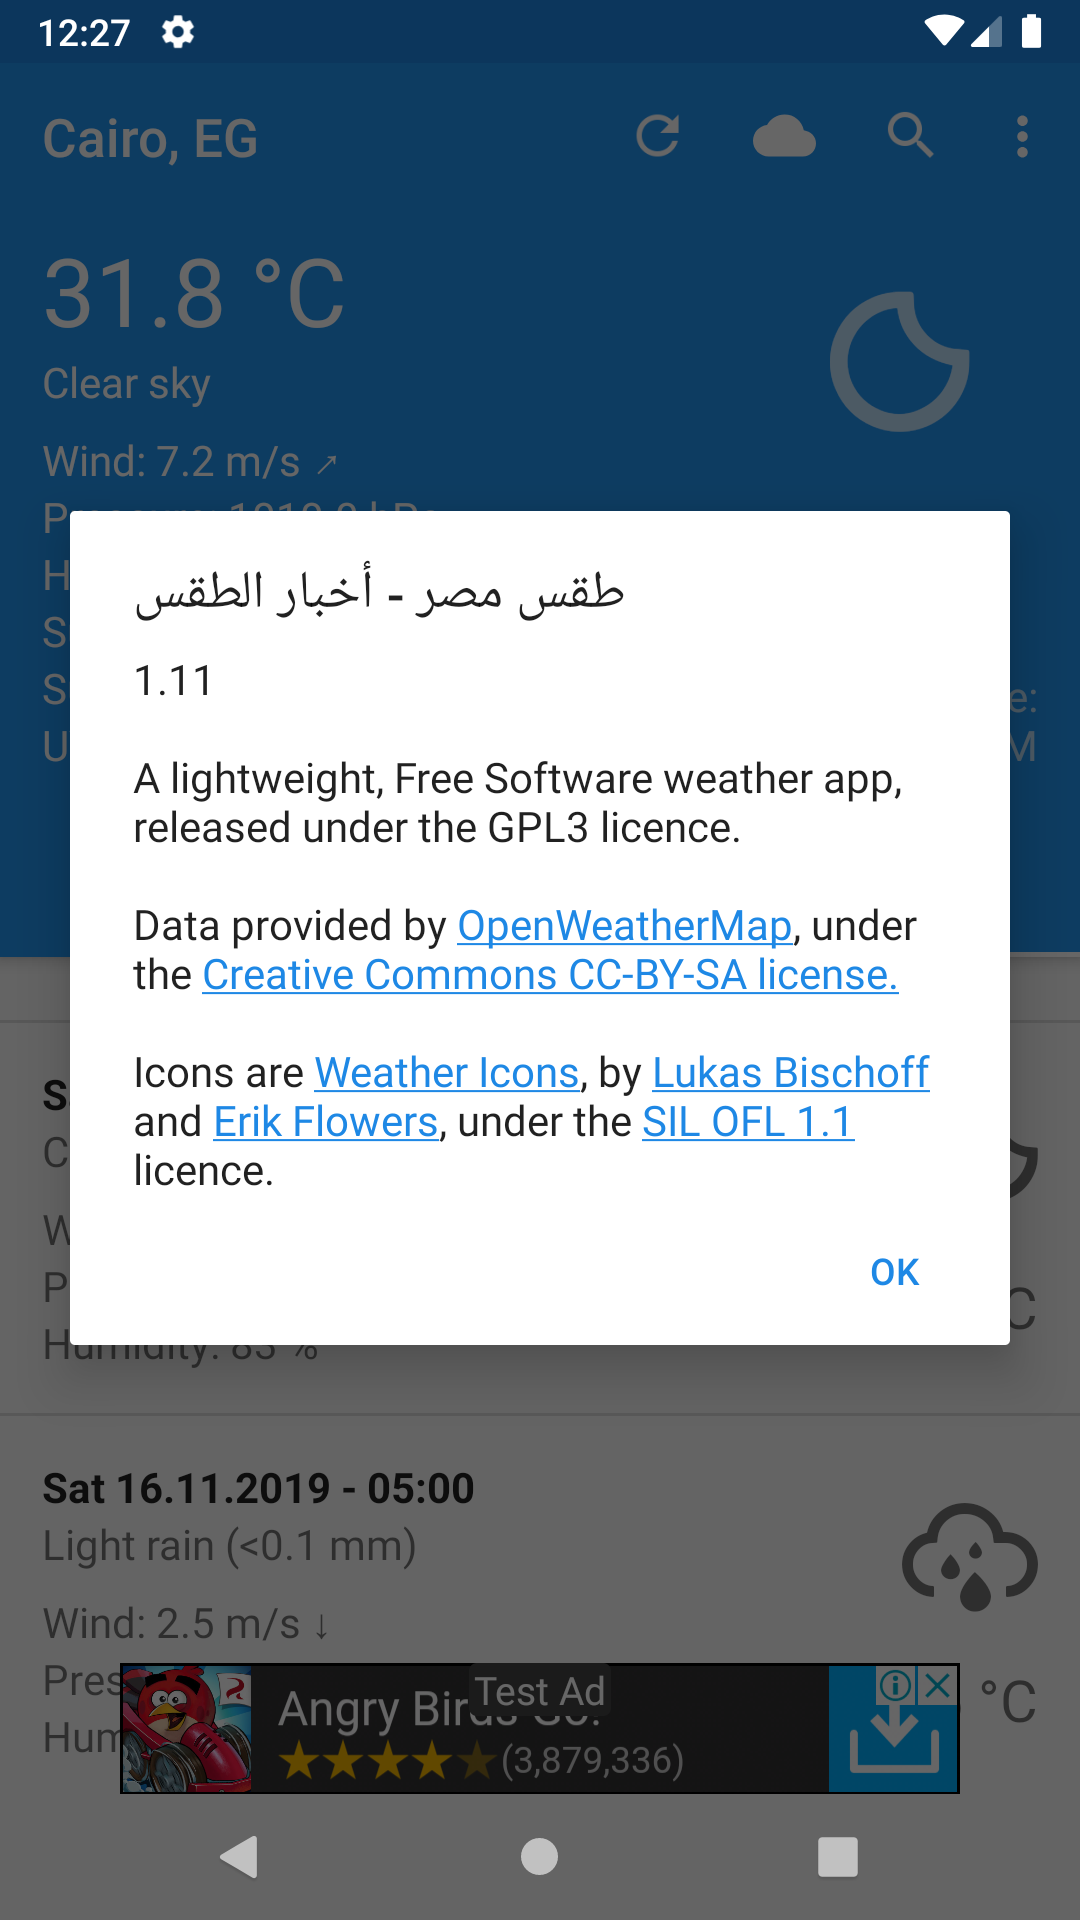 12:27
Cairo, EG
31.8 °C
Clear sky
Wind: 7.2 m/s ↗
طقس مصر - أخبار الطقس
1.11
A lightweight, Free Software weather app,
released under the GPL3 licence.
Data provided by OpenWeatherMap, under
the Creative Commons CC-BY-SA license.
Icons are Weather Icons, by Lukas Bischoff
and Erik Flowers, under the SIL OFL 1.1
licence.
OK
Humidity: 83 %
Sat 16.11.2019 - 05:00
Light rain (<0.1 mm)
Wind: 2.5 m/s ↓
°C
Test Ad
Angry Birds Go!
(3,879,336)